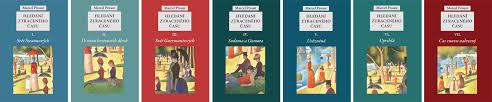 Marcel Proust
HLEDÁNÍ
ZTRACENÉHO
ČASU
I.
Svět Swannových
Marcel Proust
HLEDÁNÍ
ZTRACENÉHO
ČASU
II.
Ve stínu kvetoucích dívek
Marcel Proust
HLEDÁNÍ
ZTRACENÉHO
ČASU
III.
Svět Guermantových
Marcel Proust
HLEDÁNÍ
ZTRACENÉHO
ČASU
IV.
Sodoma a Gomora
Marcel Proust
HLEDÁNÍ
ZTRACENÉHO
ČASU
V.
Uvězněná
Marcel Proust
HLEDÁNÍ
ZTRACENÉHO
ČASU
VI.
Uprchlá
Marcel Proust
HLEDÁNÍ
ZTRACENÉHO
ČASU
VII.
Čas znovu nalezený